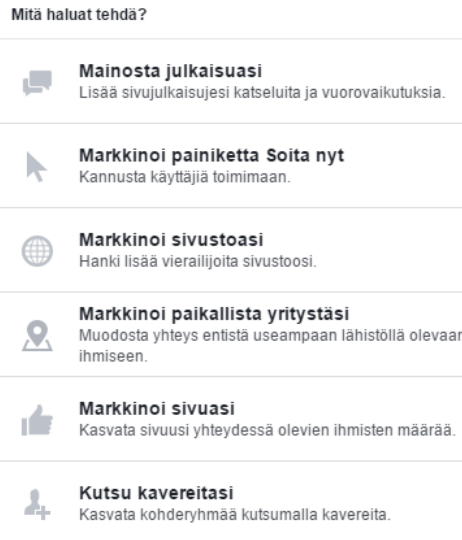 Mitä haluat tehdä?
Mainosta julkaisuasi
Lisää sivujulkaisujesi katseluita ja vuorovaikutuksia.
Markkinoi painiketta Soita nyt
Kannusta käyttäjiä toimimaan.
Markkinoi sivustoasi
Hanki lisää vierailijoita sivustoosi.
Markkinoi paikallista yritystäsi
Muodosta yhteys entistä useampaan lähistöllä olevaan
ihmiseen.
Markkinoi sivuasi
Kasvata sivuusi yhteydessä olevien ihmisten määrää.
Kutsu kavereitasi
Kasvata kohderyhmää kutsumalla kavereita.